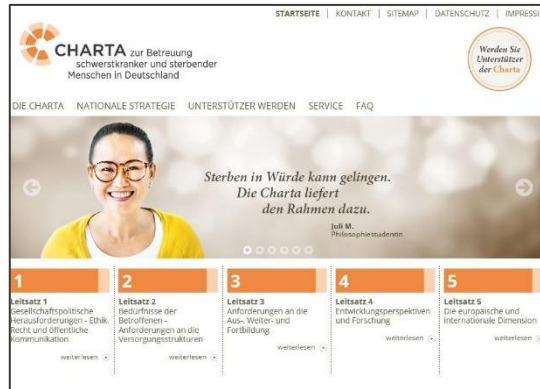 STARTSEITE | KONTAKT | SITEMAP | DATENSCHUTZ | IMPRESSU
CHARTA zur Betreuung
schwerstkranker und sterbender
Menschen in Deutschland
Werden Sie
Unterstützer
der Charta
DIE CHARTA NATIONALE STRATEGIE UNTERSTÜTZER WERDEN SERVICE FAQ
Sterben in Würde kann gelingen.
Die Charta liefert
den Rahmen dazu.
Juli M.
Philosophiestudentin
1
Leitsatz 1
Gesellschaftspolitische
Herausforderungen - Ethik,
Recht und öffentliche
Kommunikation
weiterlesen
2
Leitsatz 2
Bedürfnisse der
Betroffenen -
Anforderungen an die
Versorgungsstrukturen
weiterlesen
3
Leitsatz 3
Anforderungen an die
Aus-, Weiter- und
Fortbildung
weiterlesen
4
Leitsatz 4
Entwicklungsperspektiven
und Forschung
weiterlesen
5
Leitsatz 5
Die europäische und
internationale Dimension
weiterlesen